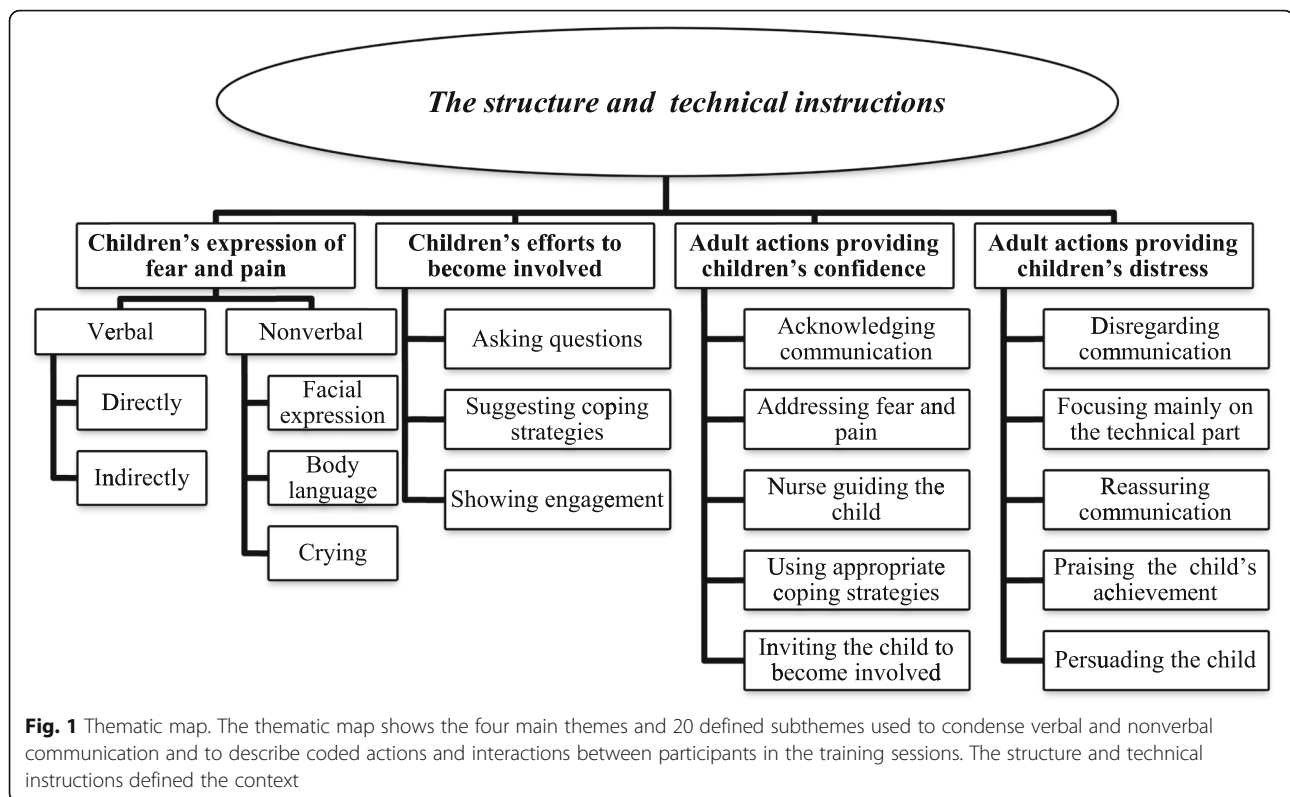 The structure and technical instructions
Children's expression of
fear and pain
Verbal
Directly
Indirectly
Nonverbal
Facial
expression
Body
language
Crying
Children's efforts to
become involved
Asking questions
Suggesting coping
strategies
Showing engagement
Adult actions providing
children's confidence
Acknowledging
communication
Addressing fear and
pain
Nurse guiding the
child
Using appropriate
coping strategies
Inviting the child to
become involved
Adult actions providing
children's distress
Disregarding
communication
Focusing mainly on
the technical part
Reassuring
communication
Praising the child's
achievement
Persuading the child
Fig. 1 Thematic map. The thematic map shows the four main themes and 20 defined subthemes used to condense verbal and nonverbal
communication and to describe coded actions and interactions between participants in the training sessions. The structure and technical
instructions defined the context